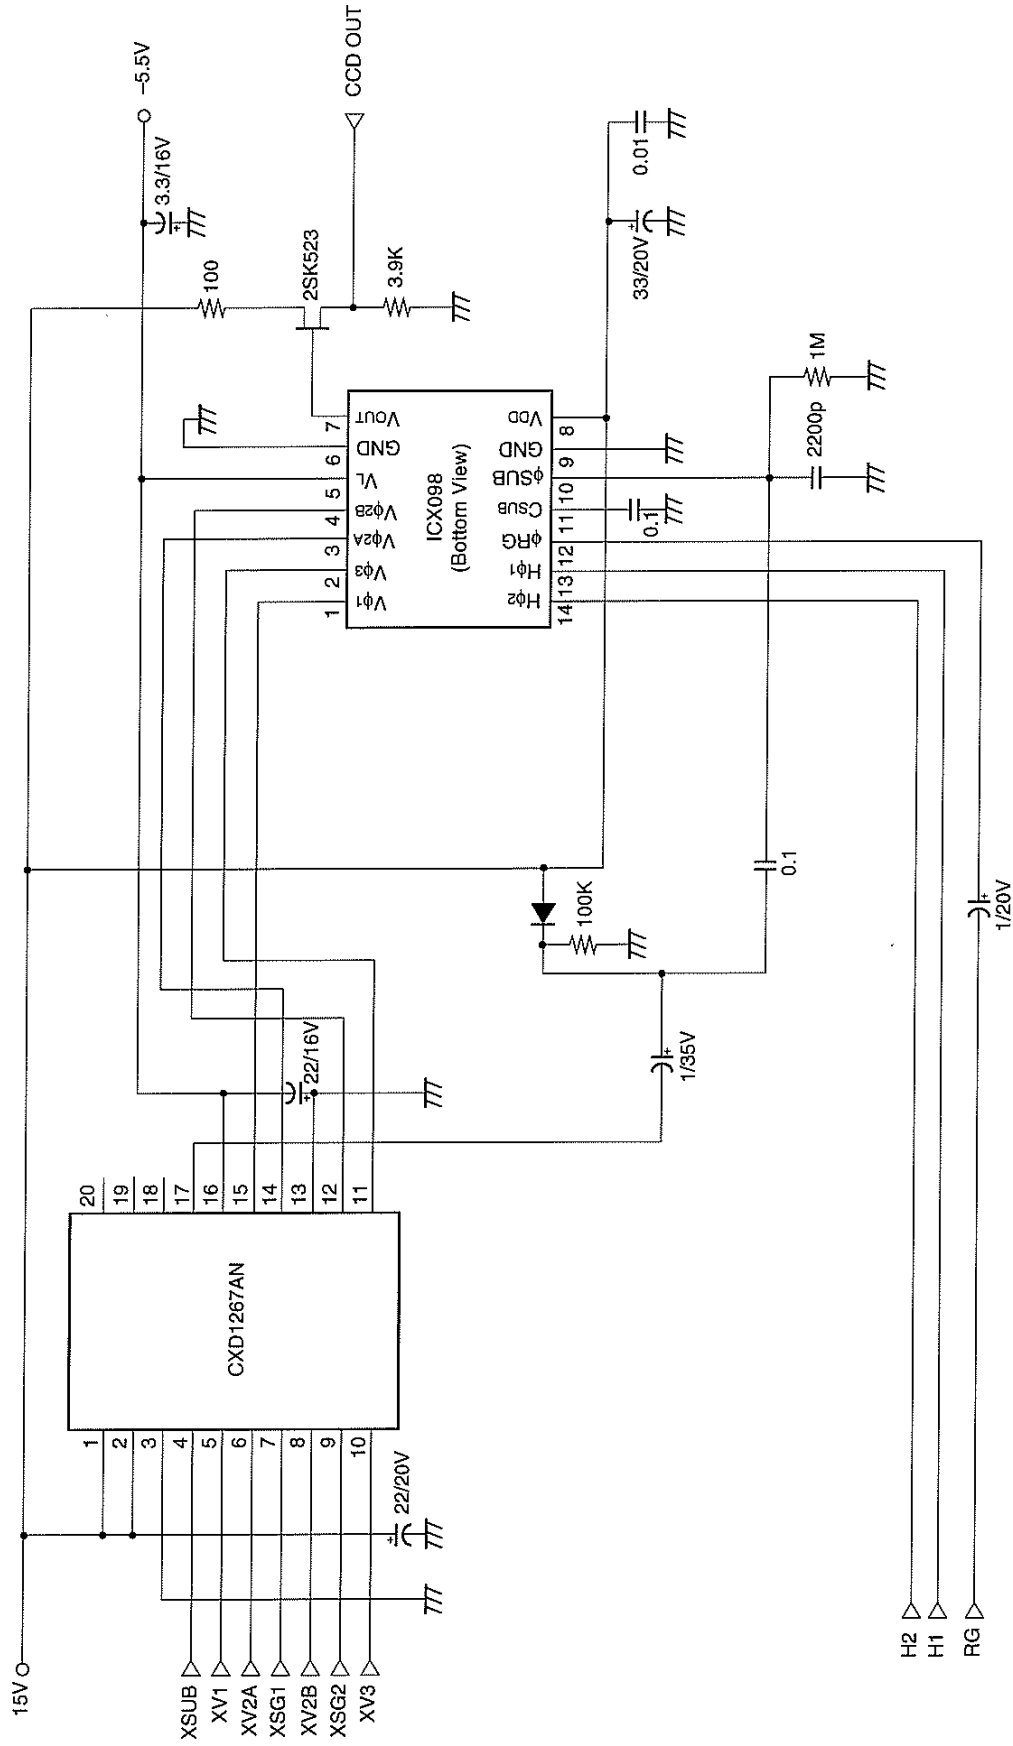 15V
-5.5V
3.3/16V
100
2SK523
CCD OUT
3.9K
XSUB
XV1
XV2A
XSG1
XV2B
XSG2
XV3
1
2
3
4
5
6
7
8
9
10
22/20V
CXD1267AN
20
19
18
17
16
15
14
13
12
11
22/16V
+
1/35V
+
100K
0.1
1
2
3
4
5
6
7
Vϕ1
Vϕ3
Vϕ2A
Vϕ2B
VL
GND
VOUT
ICX098
(Bottom View)
Hϕ2
Hϕ1
ϕRG
CSUB
ϕSUB
GND
VDD
14
13
12
11
10
9
8
0.1
33/20V
+
0.01
2200p
1M
H2
H1
RG
1/20V
+